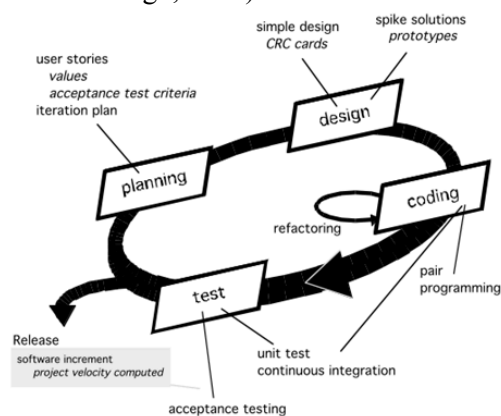 simple design
CRC cards
spike solutions
prototypes
user stories
values
acceptance test criteria
iteration plan
design
planning
coding
refactoring
test
pair
programming
Release
software increment
project velocity computed
unit test
continuous integration
acceptance testing